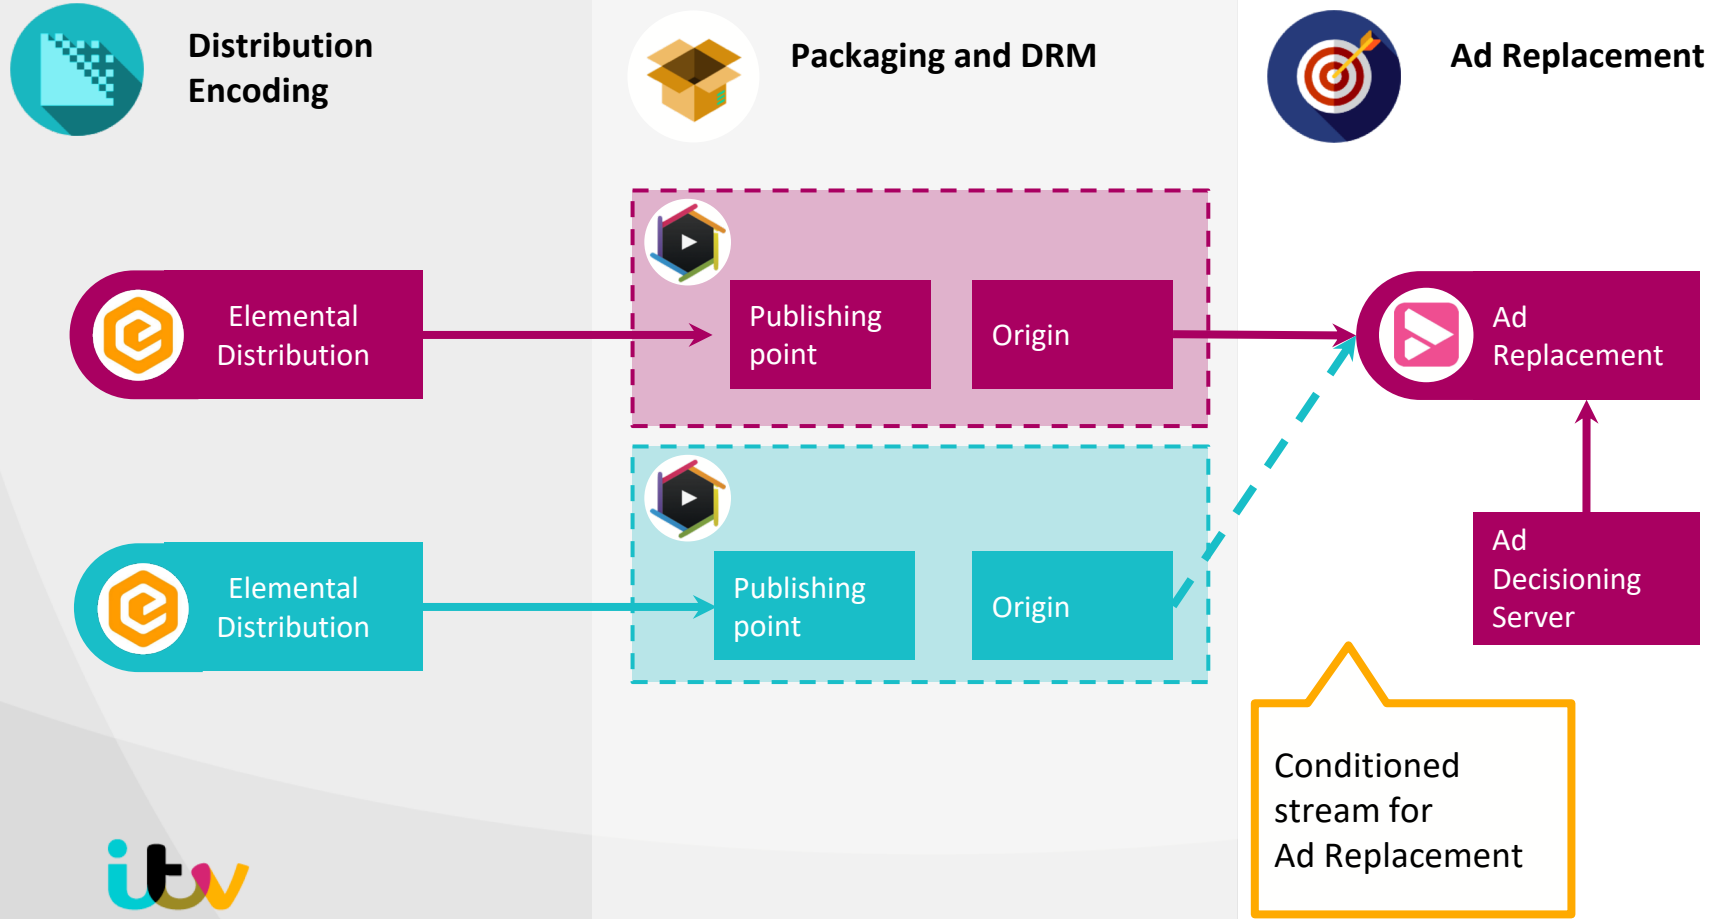 Distribution
Encoding
Packaging and DRM
Ad Replacement
Elemental
Distribution
Publishing
point
Origin
Ad
Replacement
Elemental
Distribution
Publishing
point
Origin
Ad
Decisioning
Server
Conditioned
stream for
Ad Replacement
itv